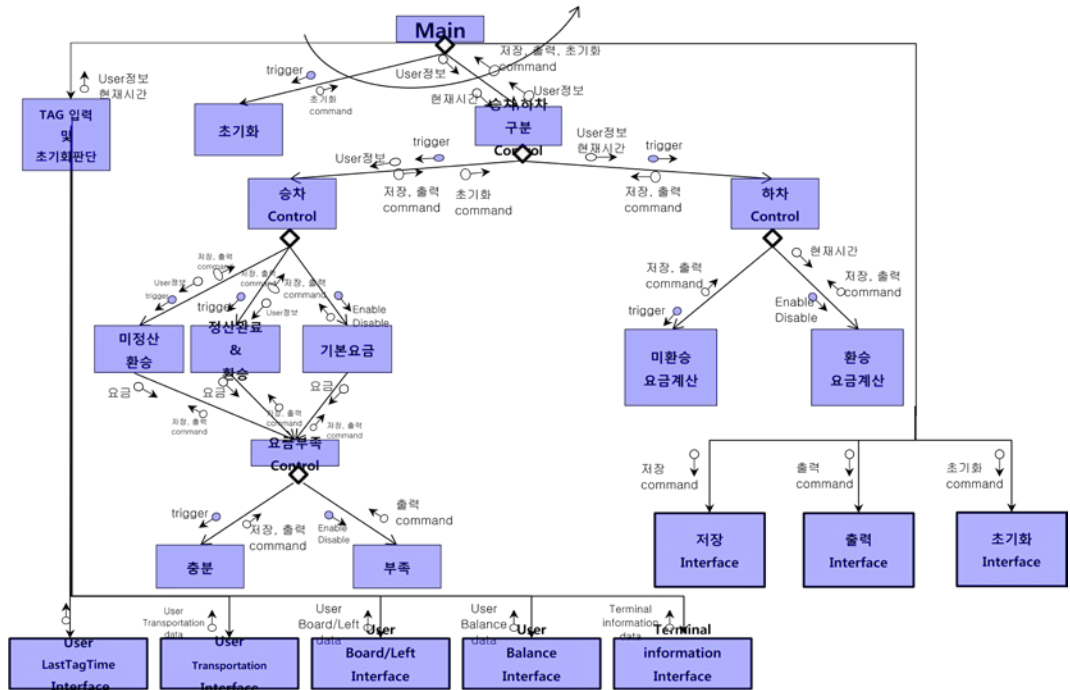 Main
User정보
현재시간
TAG 입력
및
초기화판단
trigger
초기화
command
초기화
User정보
저장, 출력, 초기화
command
현재시간
User정보
승차/하차
구분
Control
User정보
trigger
저장, 출력
command
초기화
command
User정보
현재시간
trigger
저장, 출력
command
승차
Control
하차
Control
저장, 출력
command
User정보
trigger
저장, 출력
command
trigger
User정보
저장, 출력
command
Enable
Disable
현재시간
저장, 출력
command
trigger
저장, 출력
command
Enable
Disable
미정산
환승
정산완료
&
환승
기본요금
미환승
요금계산
환승
요금계산
요금
저장, 출력
command
요금
저장, 출력
command
요금
저장, 출력
command
요금부족
Control
trigger
저장, 출력
command
Enable
Disable
출력
command
충분
부족
저장
command
출력
command
초기화
command
저장
Interface
출력
Interface
초기화
Interface
User
Transportation
data
User
Board/Left
data
User
Balance
data
Terminal
information
data
User
LastTagTime
Interface
User
Transportation
Interface
User
Board/Left
Interface
User
Balance
Interface
Terminal
information
Interface